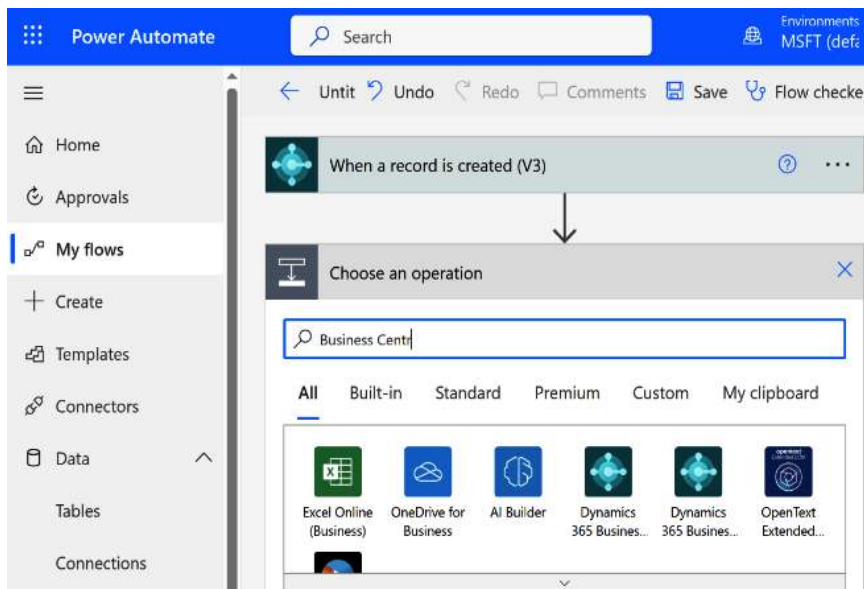 Power Automate
Search
Environments
MSFT (defa
Untit
Undo
Redo
Comments
Save
Flow checke
Home
Approvals
My flows
Create
Templates
Connectors
Data
Tables
Connections
When a record is created (V3)
Choose an operation
Business Centr
All Built-in Standard Premium Custom My clipboard
Excel Online
(Business)
OneDrive for
Business
AI Builder
Dynamics
365 Busines...
Dynamics
365 Busines...
OpenText
Extended...